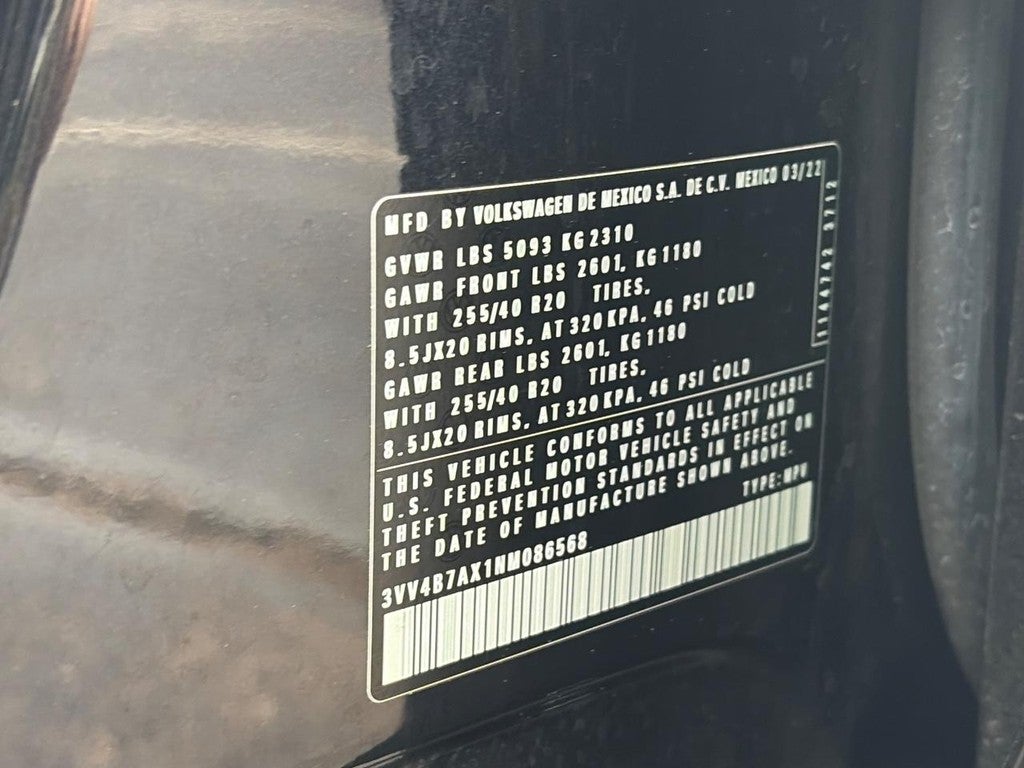 MFD BY VOLKSWAGEN DE MEXICO S.A. DE C.V. MEXICO 03/22
GVWR LBS 5093 KG 2310
GAWR FRONT LBS 2601, KG 1180
WITH 255/40 R20 TIRES.
8.5JX20 RIMS, AT 320 KPA, 46 PSI COLD
GAWR REAR LBS 2601, KG 1180
WITH 255/40 R20 TIRES.
8.5JX20 RIMS, AT 320 KPA, 46 PSI COLD
THIS VEHICLE CONFORMS TO ALL APPLICABLE
U.S. FEDERAL MOTOR VEHICLE SAFETY AND
THEFT PREVENTION STANDARDS IN EFFECT ON
THE DATE OF MANUFACTURE SHOWN ABOVE.
TYPE: MPV
3VV4B7AX1NM086568
3712